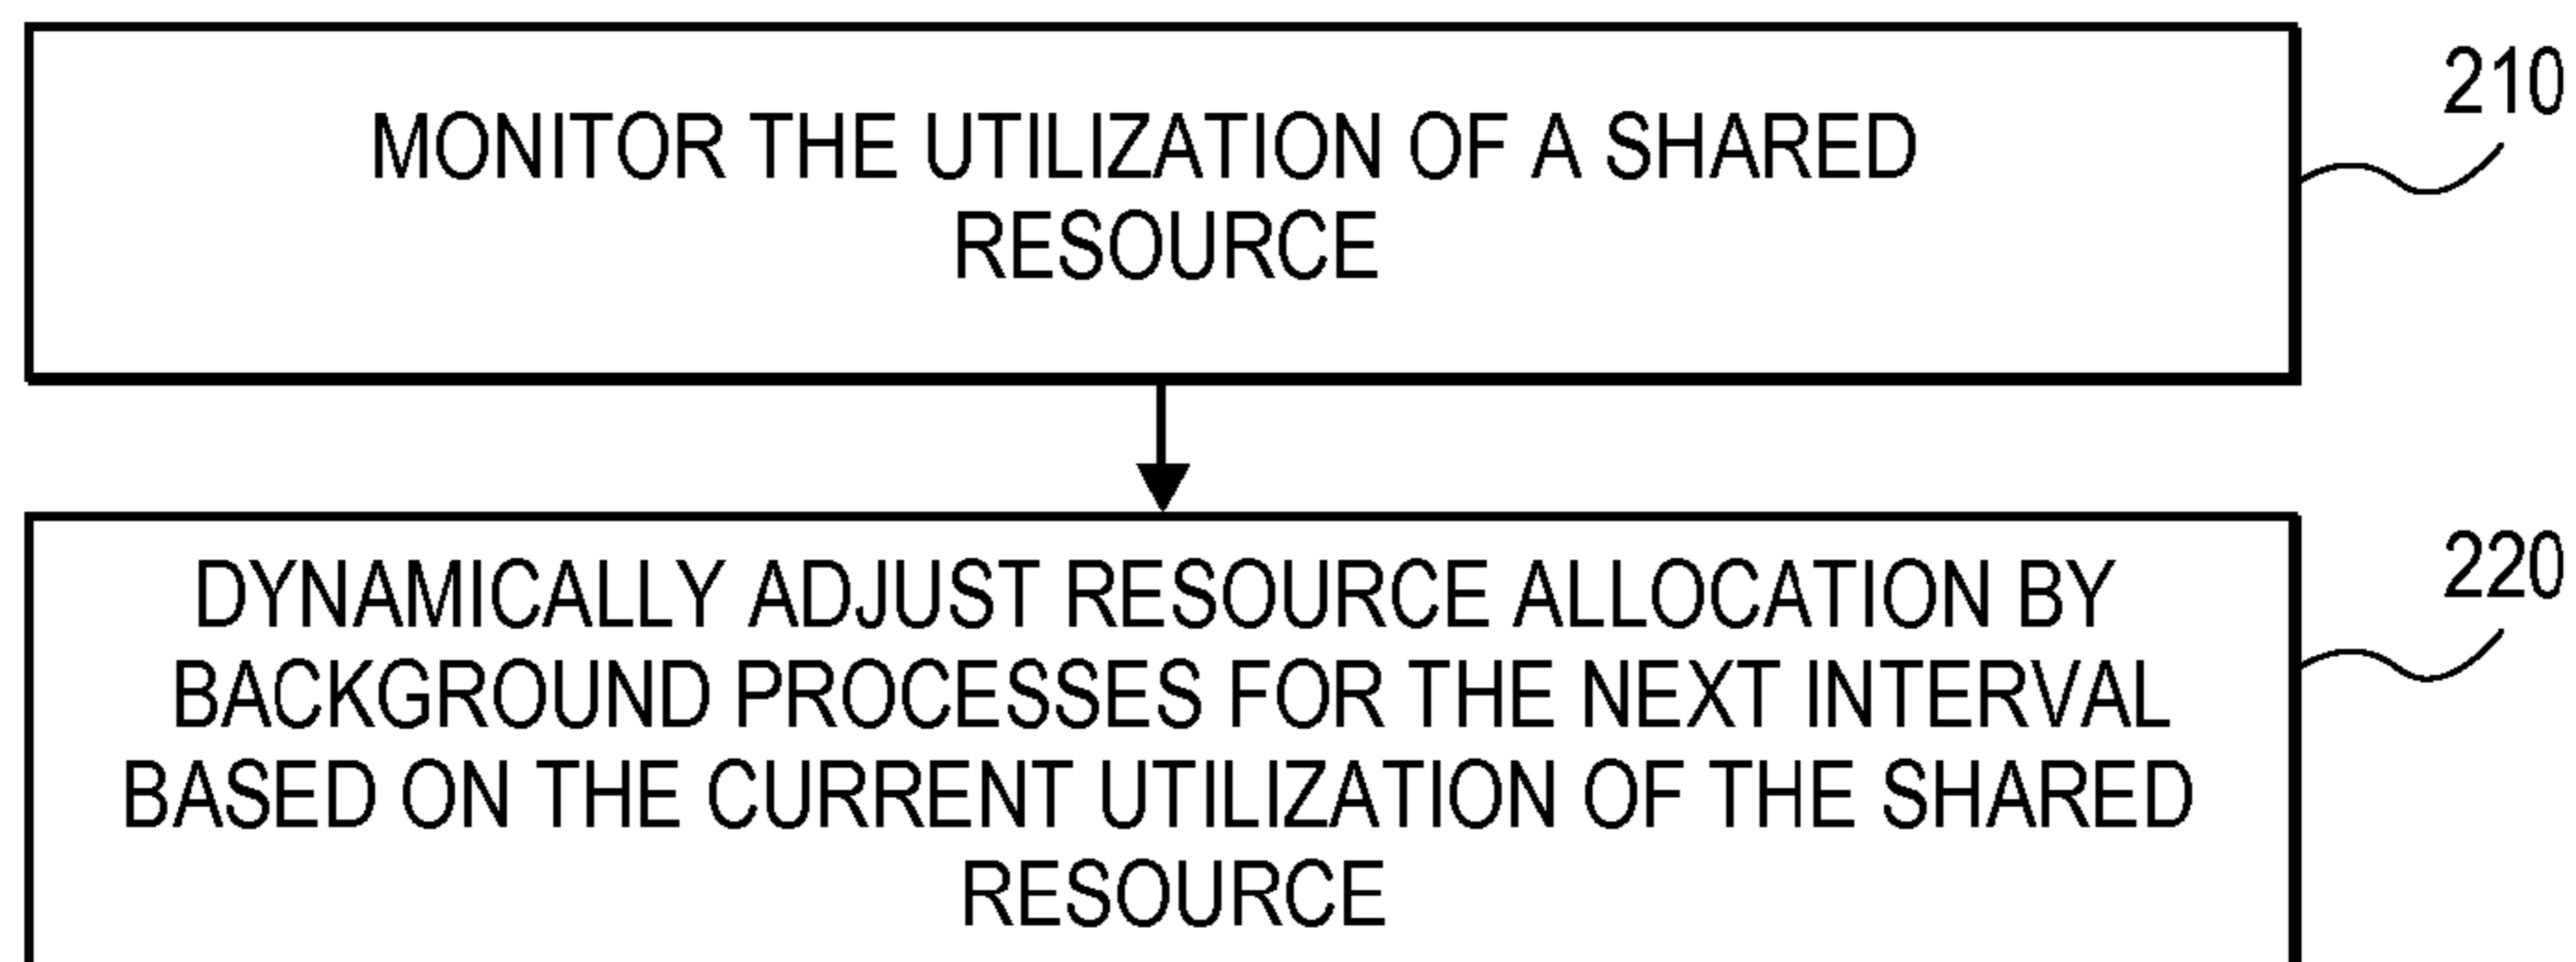 MONITOR THE UTILIZATION OF A SHARED
RESOURCE
210
DYNAMICALLY ADJUST RESOURCE ALLOCATION BY
BACKGROUND PROCESSES FOR THE NEXT INTERVAL
BASED ON THE CURRENT UTILIZATION OF THE SHARED
RESOURCE
220